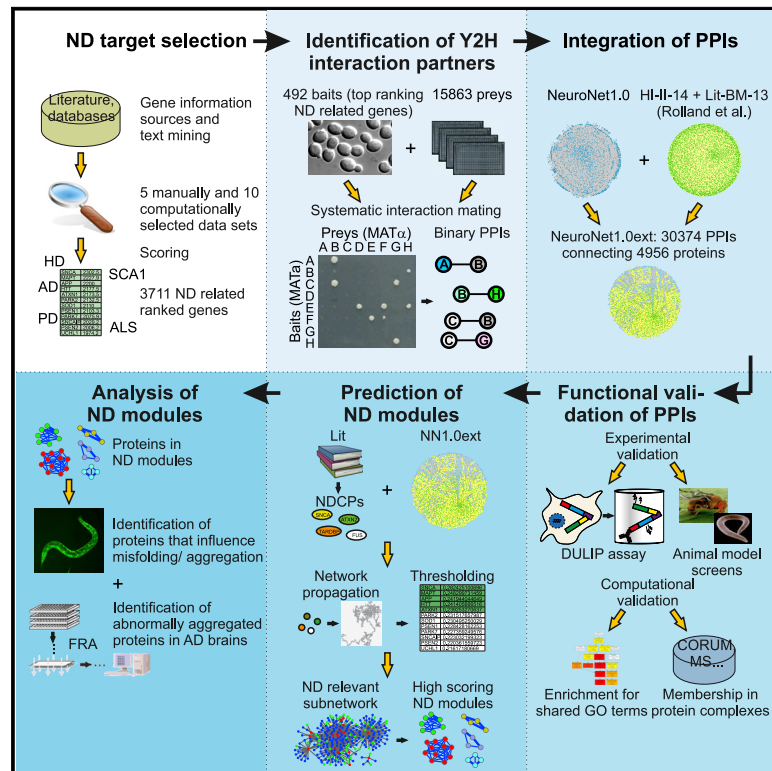 ND target selection
Literature,
databases
Gene information
sources and
text mining
5 manually and 10
computationally
selected data sets
Scoring
HD
SCA1
AD
3711 ND related
ranked genes
PD
ALS
Identification of Y2H
interaction partners
492 baits (top ranking
ND related genes)
15863 preys
+
Systematic interaction mating
Preys (MATα)
Binary PPIs
A B C D E F G H
Baits (MATa)
A
B
C
D
E
F
G
H
A
B
B
H
C
B
C
G
Integration of PPIs
NeuroNet1.0
HI-II-14 + Lit-BM-13
(Rolland et al.)
+
NeuroNet1.0ext: 30374 PPIs
connecting 4956 proteins
Functional vali-
dation of PPIs
Experimental
validation
DULIP assay
Animal model
screens
Computational
validation
CORUM
MS...
Enrichment for
shared GO terms
Membership in
protein complexes
Prediction of
ND modules
Lit
NN1.0ext
+
NDCPs
SNCA
ATXN2
TARDBP
FUS
Network
propagation
Thresholding
ND relevant
subnetwork
High scoring
ND modules
Analysis of
ND modules
Proteins in
ND modules
Identification of
proteins that influence
misfolding/ aggregation
+
Identification of
abnormally aggregated
proteins in AD brains
FRA